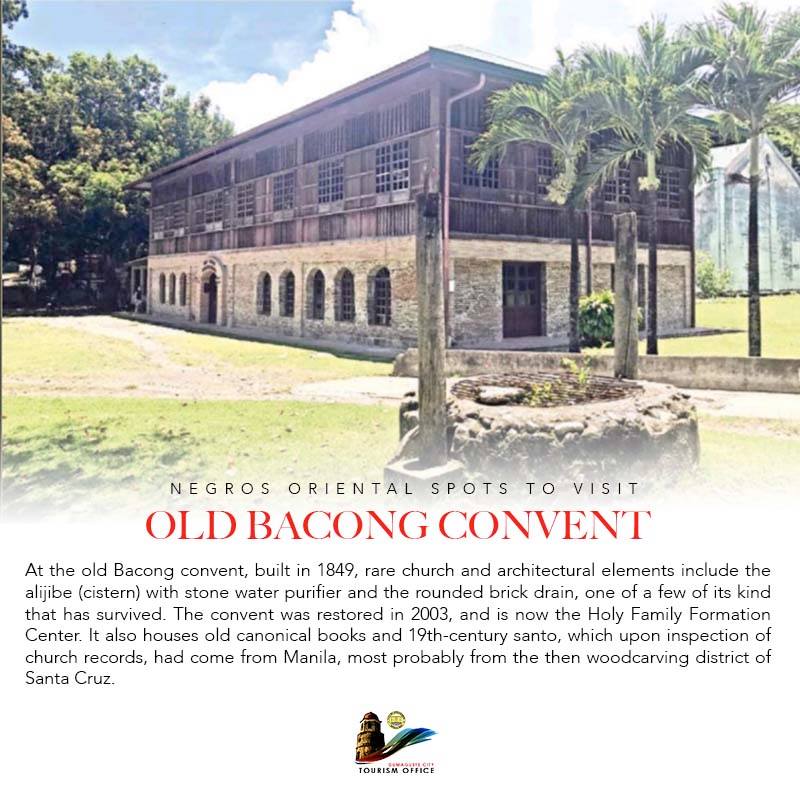 NEGROS ORIENTAL SPOTS TO VISIT
OLD BACONG CONVENT
At the old Bacong convent, built in 1849, rare church and architectural elements include the
alijibe (cistern) with stone water purifier and the rounded brick drain, one of a few of its kind
that has survived. The convent was restored in 2003, and is now the Holy Family Formation
Center. It also houses old canonical books and 19th-century santo, which upon inspection of
church records, had come from Manila, most probably from the then woodcarving district of
Santa Cruz.
DUMAGUETE CITY
TOURISM OFFICE